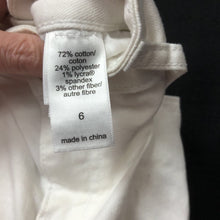 72% cotton/
coton
24% polyester
1% lycra®
spandex
3% other fiber/
autre fibre
6
made in china